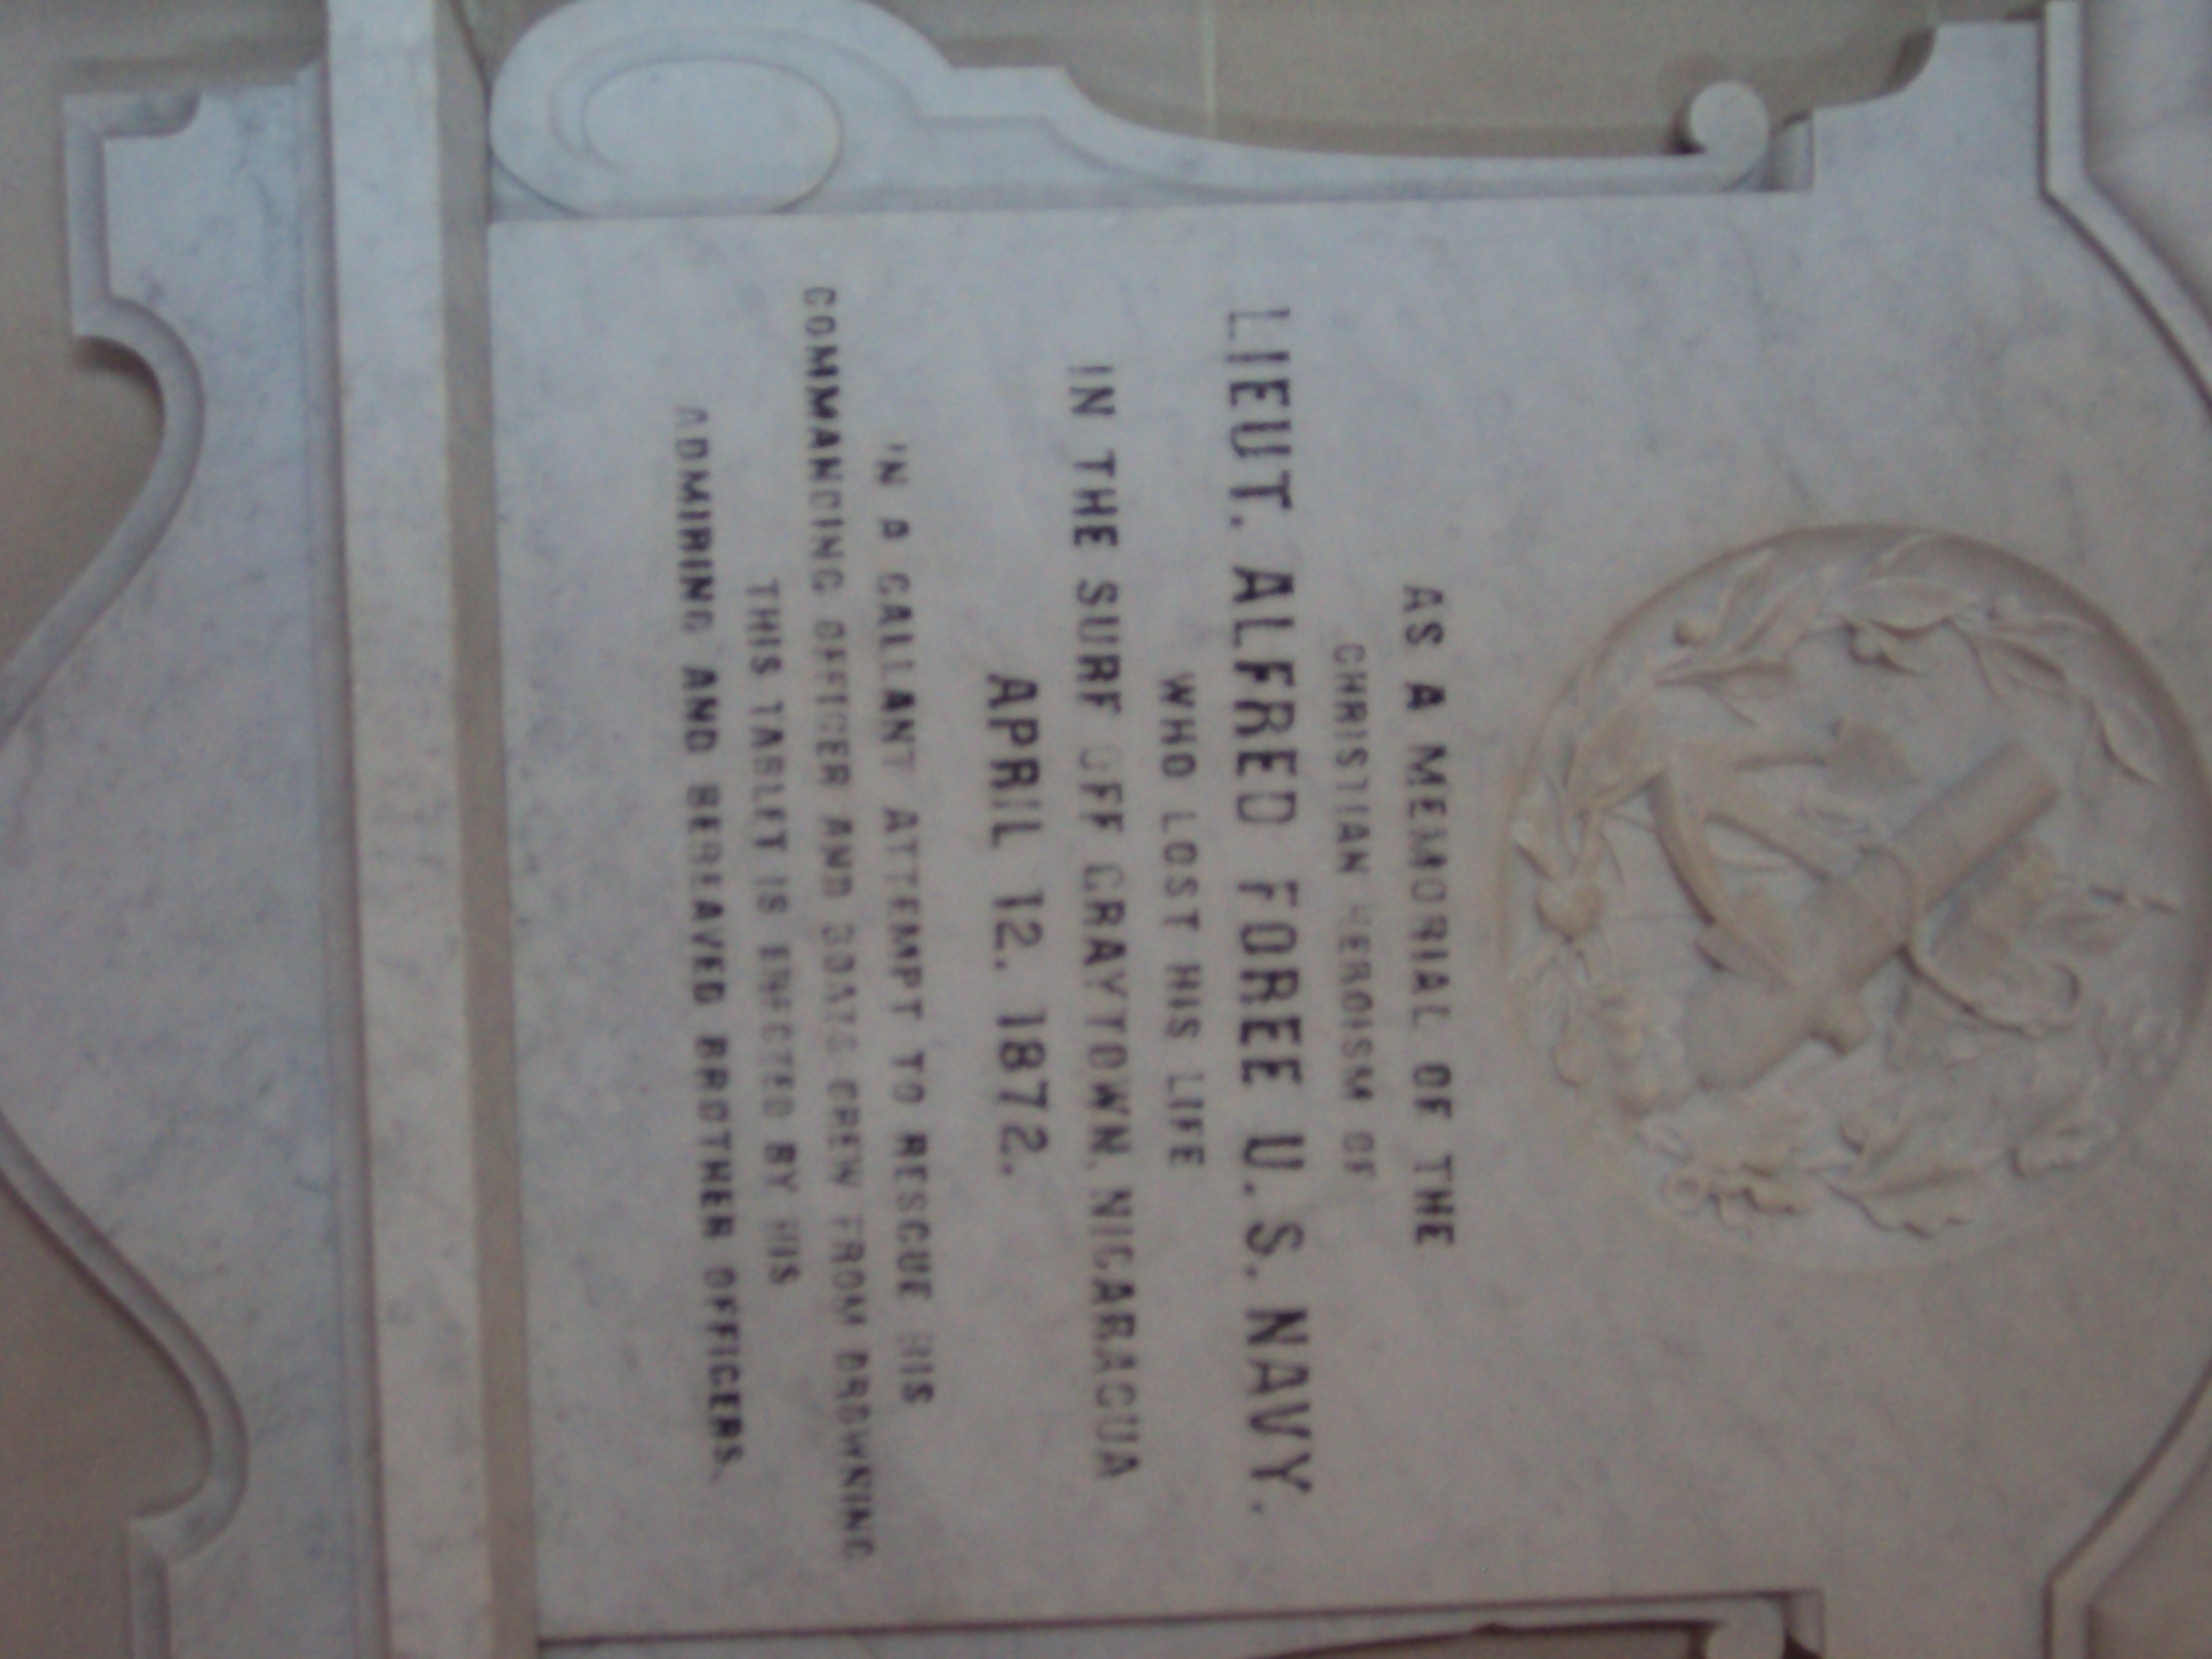 AS A MEMORIAL OF THE
CHRISTIAN HEROISM OF
LIEUT. ALFRED FOREE U. S. NAVY.
WHO LOST HIS LIFE
IN THE SURF OFF GRAYTOWN, NICARAGUA
APRIL 12. 1872.
IN A GALLANT ATTEMPT TO RESCUE HIS
COMMANDING OFFICER AND BOATS CREW FROM DROWNING
THIS TABLET IS ERECTED BY HIS
ADMIRING AND BEREAVED BROTHER OFFICERS.